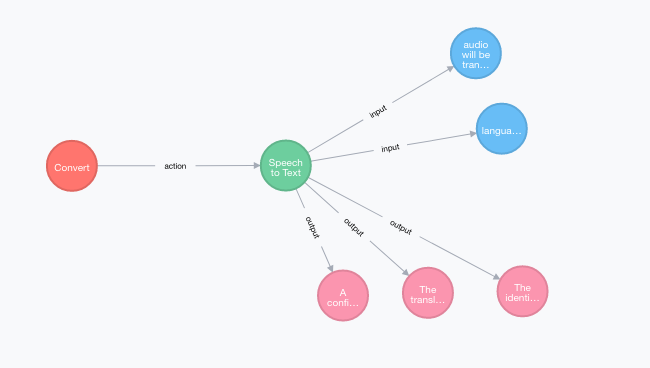 audio
will be
tran...
input
langua...
input
Convert
action
Speech
to Text
output
output
output
A
confi...
The
transl...
The
identi...